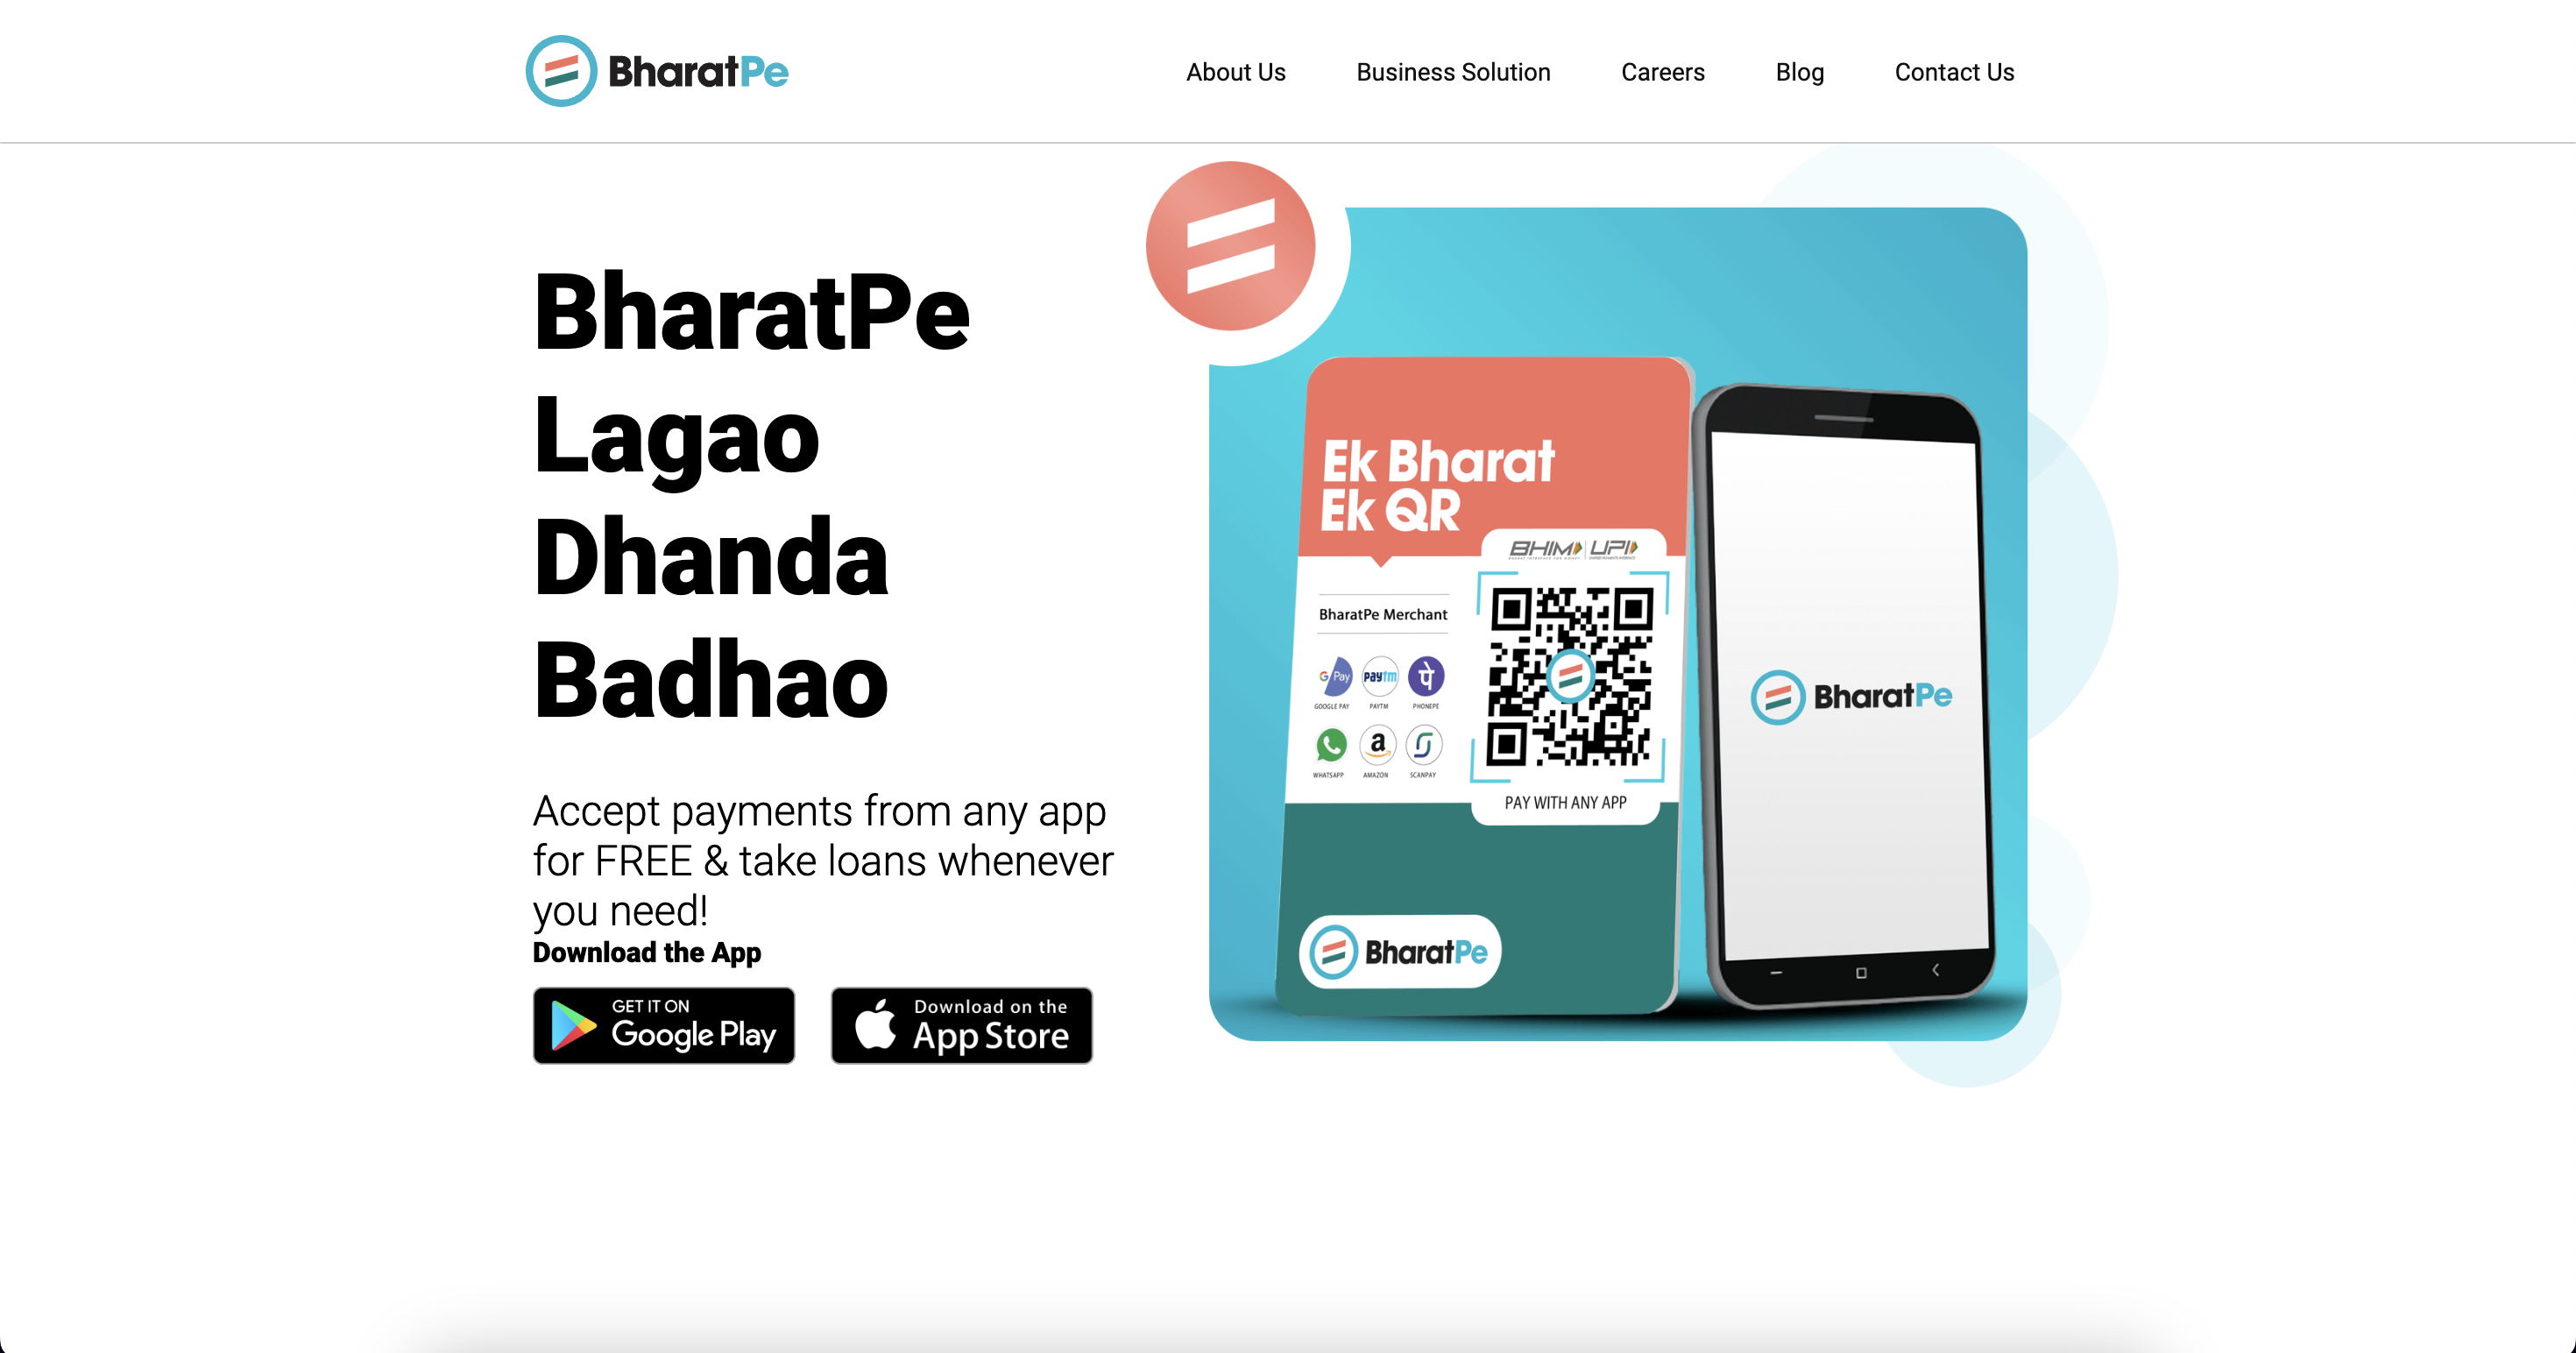 BharatPe
About Us
Business Solution
Careers
Blog
Contact Us
BharatPe
Lagao
Dhanda
Badhao
Accept payments from any app
for FREE & take loans whenever
you need!
Download the App
GET IT ON
Google Play
Download on the
App Store
Ek Bharat
Ek QR
BHIM UPI
BharatPe Merchant
G Pay
paytm
पे
GOOGLE PAY
PAYTM
PHONEPE
a
WHATSAPP
AMAZON
SCANPAY
PAY WITH ANY APP
BharatPe
BharatPe